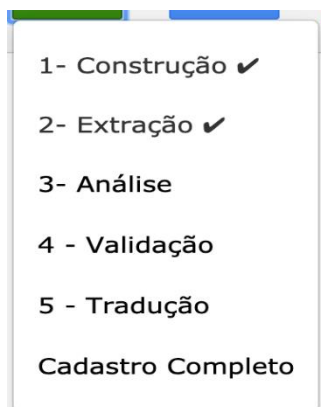 1- Construção ✔
2- Extração ✔
3- Análise
4 - Validação
5 - Tradução
Cadastro Completo